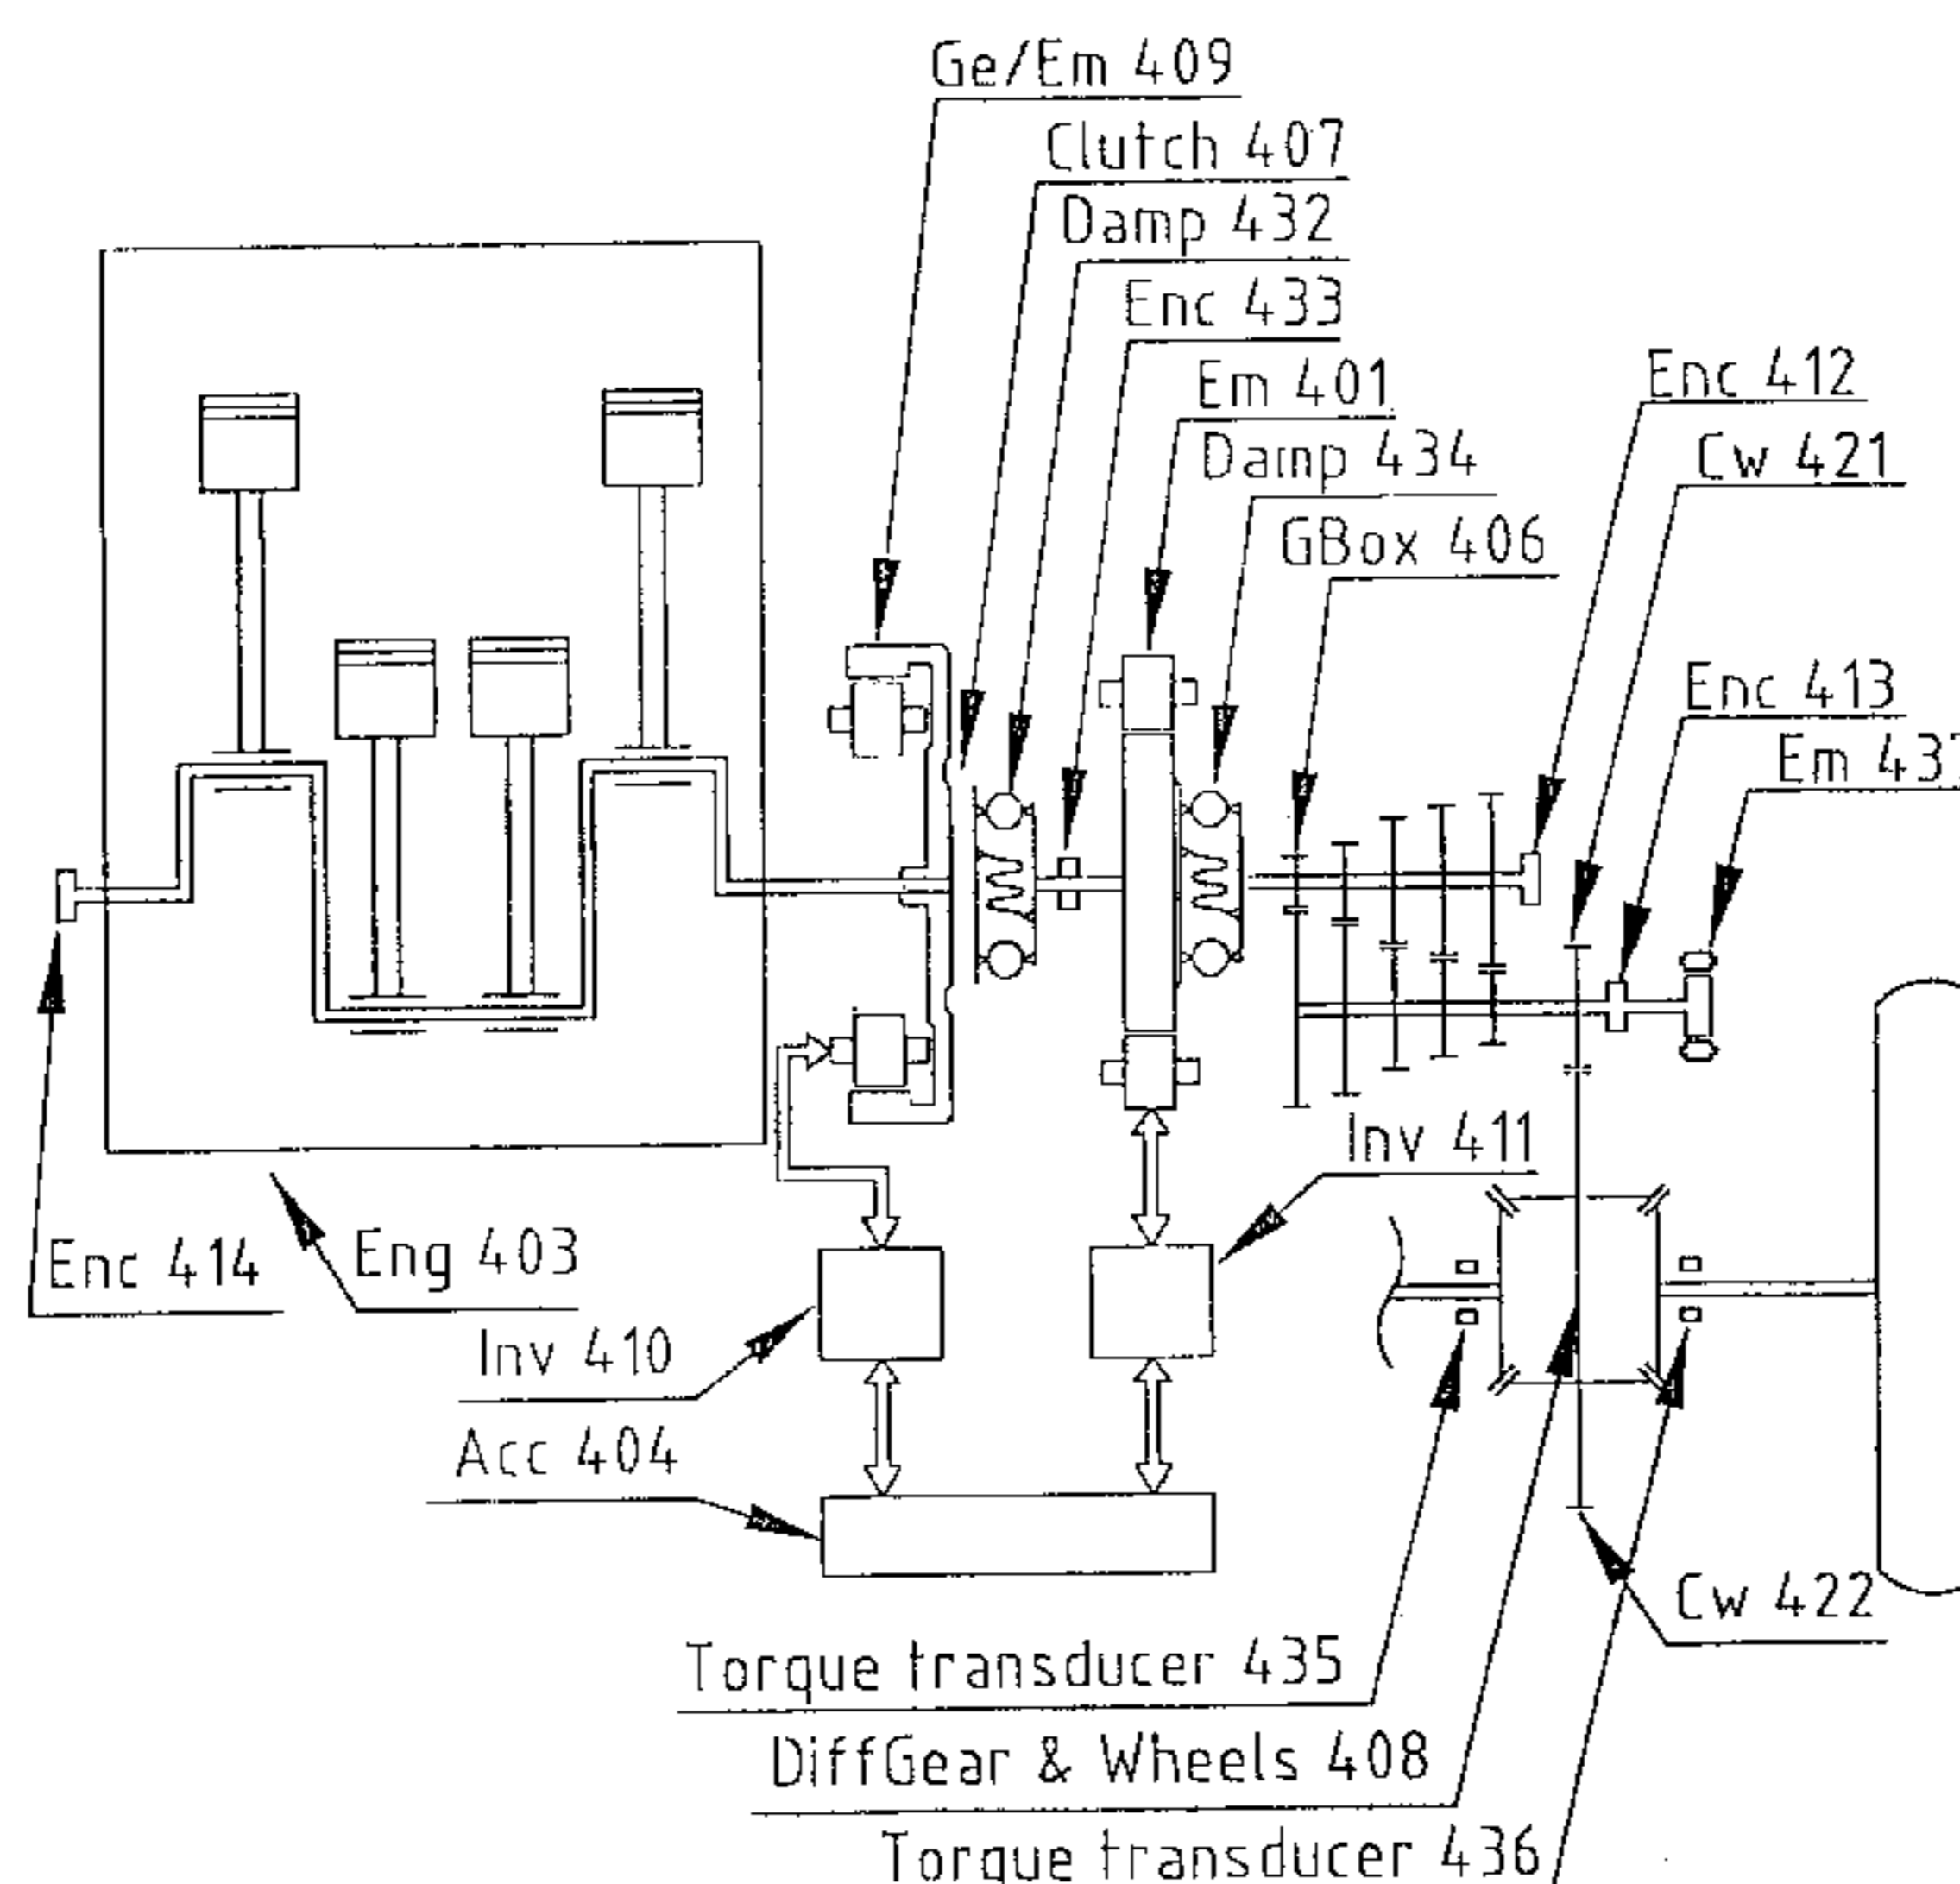 Ge/Em 409
Clutch 407
Damp 432
Enc 433
Em 401
Enc 412
Damp 434
Cw 421
GBox 406
Enc 413
Em 437
Inv 411
Enc 414
Eng 403
Inv 410
Acc 404
Cw 422
Torque transducer 435
DiffGear & Wheels 408
Torque transducer 436